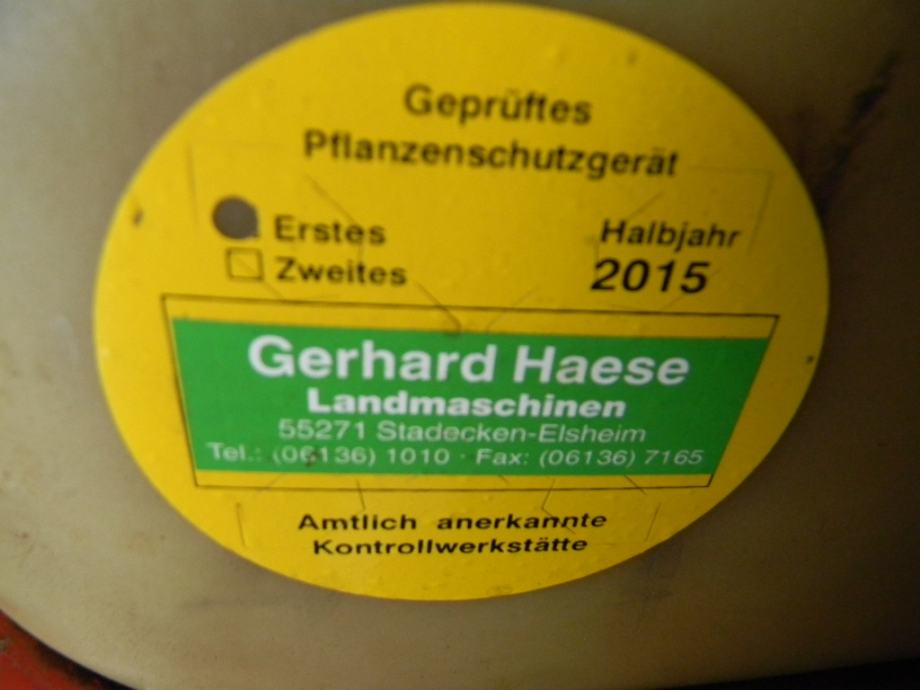 Geprüftes
Pflanzenschutzgerät
Erstes Halbjahr
Zweites 2015
Gerhard Haese
Landmaschinen
55271 Stadecken-Elsheim
Tel.: (06136) 1010 · Fax: (06136) 7165
Amtlich anerkannte
Kontrollwerkstätte